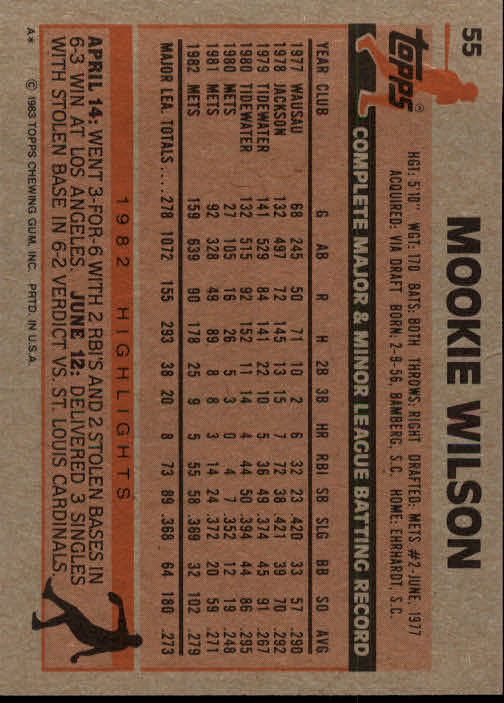 55
topps®
MOOKIE WILSON
HGT: 5'10" WGT: 170 BATS: BOTH THROWS: RIGHT DRAFTED: METS #2-JUNE, 1977
ACQUIRED: VIA DRAFT BORN: 2-9-56, BAMBERG, S.C. HOME: EHRHARDT, S.C.
COMPLETE MAJOR & MINOR LEAGUE BATTING RECORD
YEAR CLUB G AB R H 2B 3B HR RBI SB SLG BB SO AVG
1977 WAUSAU 68 245 50 71 10 2 6 32 23 .420 33 57 .290
1978 JACKSON 132 497 72 145 13 15 7 72 38 .421 39 70 .292
1979 TIDEWATER 141 529 84 141 22 10 5 36 49 .374 45 91 .267
1980 TIDEWATER 132 515 92 152 11 14 4 44 50 .394 44 86 .295
1980 METS 27 105 16 26 5 3 0 4 7 .352 12 19 .248
1981 METS 92 328 49 89 8 8 3 14 24 .372 20 59 .271
1982 METS 159 639 90 178 25 9 5 55 58 .369 32 102 .279
MAJOR LEA. TOTALS .... 278 1072 155 293 38 20 8 73 89 .368 64 180 .273
1982 HIGHLIGHTS
APRIL 14: WENT 3-FOR-6 WITH 2 RBI'S AND 2 STOLEN BASES IN
6-3 WIN AT LOS ANGELES. JUNE 12: DELIVERED 3 SINGLES
WITH STOLEN BASE IN 6-2 VERDICT VS. ST. LOUIS CARDINALS.
A* © 1983 TOPPS CHEWING GUM, INC. PRTD. IN U.S.A.